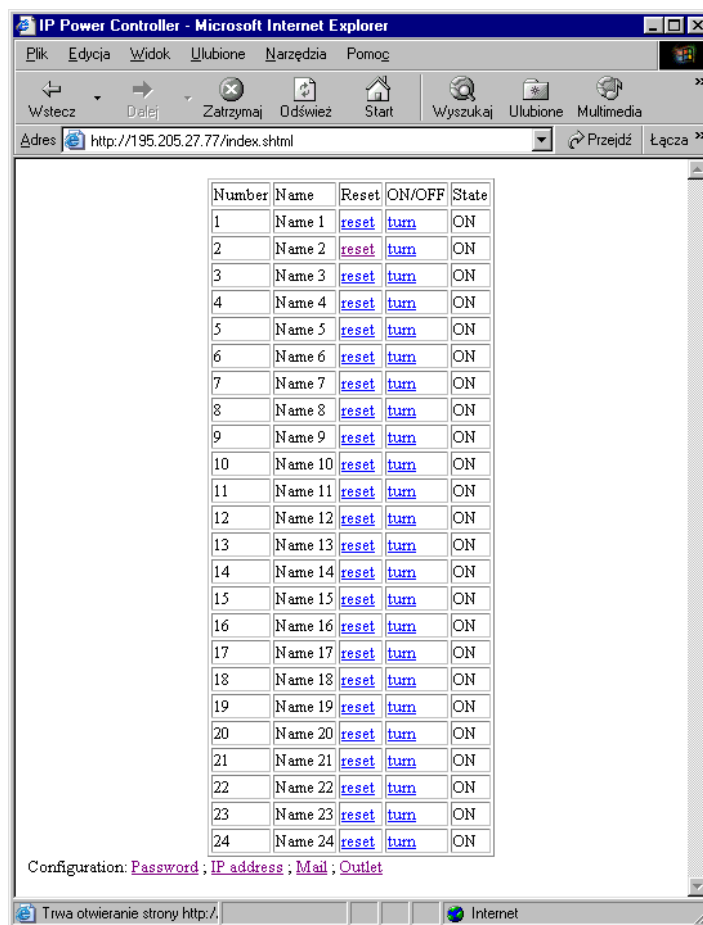 IP Power Controller - Microsoft Internet Explorer
Plik Edycja Widok Ulubione Narzędzia Pomoc
Wstecz Dalej Zatrzymaj Odśwież Start Wyszukaj Ulubione Multimedia »
Adres http://195.205.27.77/index.shtml Przejdź Łącza »
Number Name Reset ON/OFF State
1 Name 1 reset turn ON
2 Name 2 reset turn ON
3 Name 3 reset turn ON
4 Name 4 reset turn ON
5 Name 5 reset turn ON
6 Name 6 reset turn ON
7 Name 7 reset turn ON
8 Name 8 reset turn ON
9 Name 9 reset turn ON
10 Name 10 reset turn ON
11 Name 11 reset turn ON
12 Name 12 reset turn ON
13 Name 13 reset turn ON
14 Name 14 reset turn ON
15 Name 15 reset turn ON
16 Name 16 reset turn ON
17 Name 17 reset turn ON
18 Name 18 reset turn ON
19 Name 19 reset turn ON
20 Name 20 reset turn ON
21 Name 21 reset turn ON
22 Name 22 reset turn ON
23 Name 23 reset turn ON
24 Name 24 reset turn ON
Configuration: Password ; IP address ; Mail ; Outlet
Trwa otwieranie strony http:/. Internet